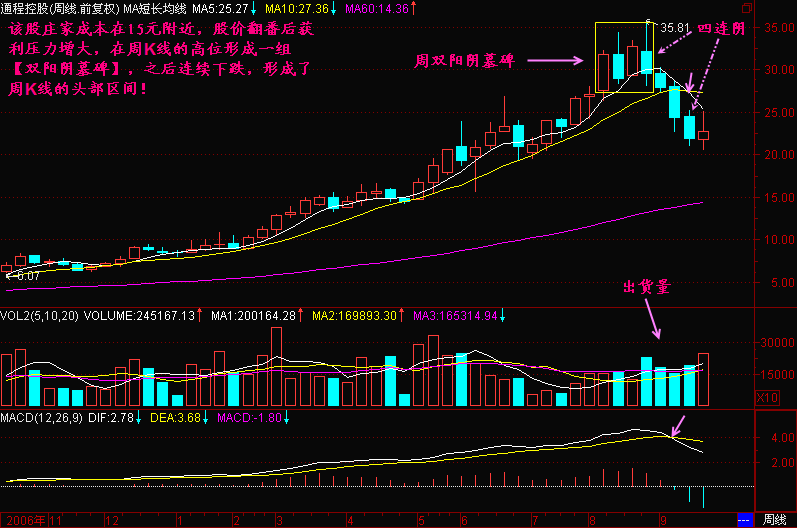 通程控股(周线.前复权) MA短长均线 MA5:25.27↓ MA10:27.36↓ MA60:14.36↑
该股庄家成本在15元附近，股价翻番后获
利压力增大，在周K线的高位形成一组
【双阳阴墓碑】，之后连续下跌，形成了
周K线的头部区间！
35.81
四连阴
周双阳阴墓碑
35.00
30.00
25.00
20.00
15.00
10.00
5.00
出货量
VOL2(5,10,20) VOLUME:245167.13↑ MA1:200164.28↑ MA2:169893.30↑ MA3:165314.94↓
30000
15000
X10
MACD(12,26,9) DIF:2.78↓ DEA:3.68↓ MACD:-1.80↓
4.00
2.00
2006年 11 12 1 2 3 4 5 6 7 8 9 周线